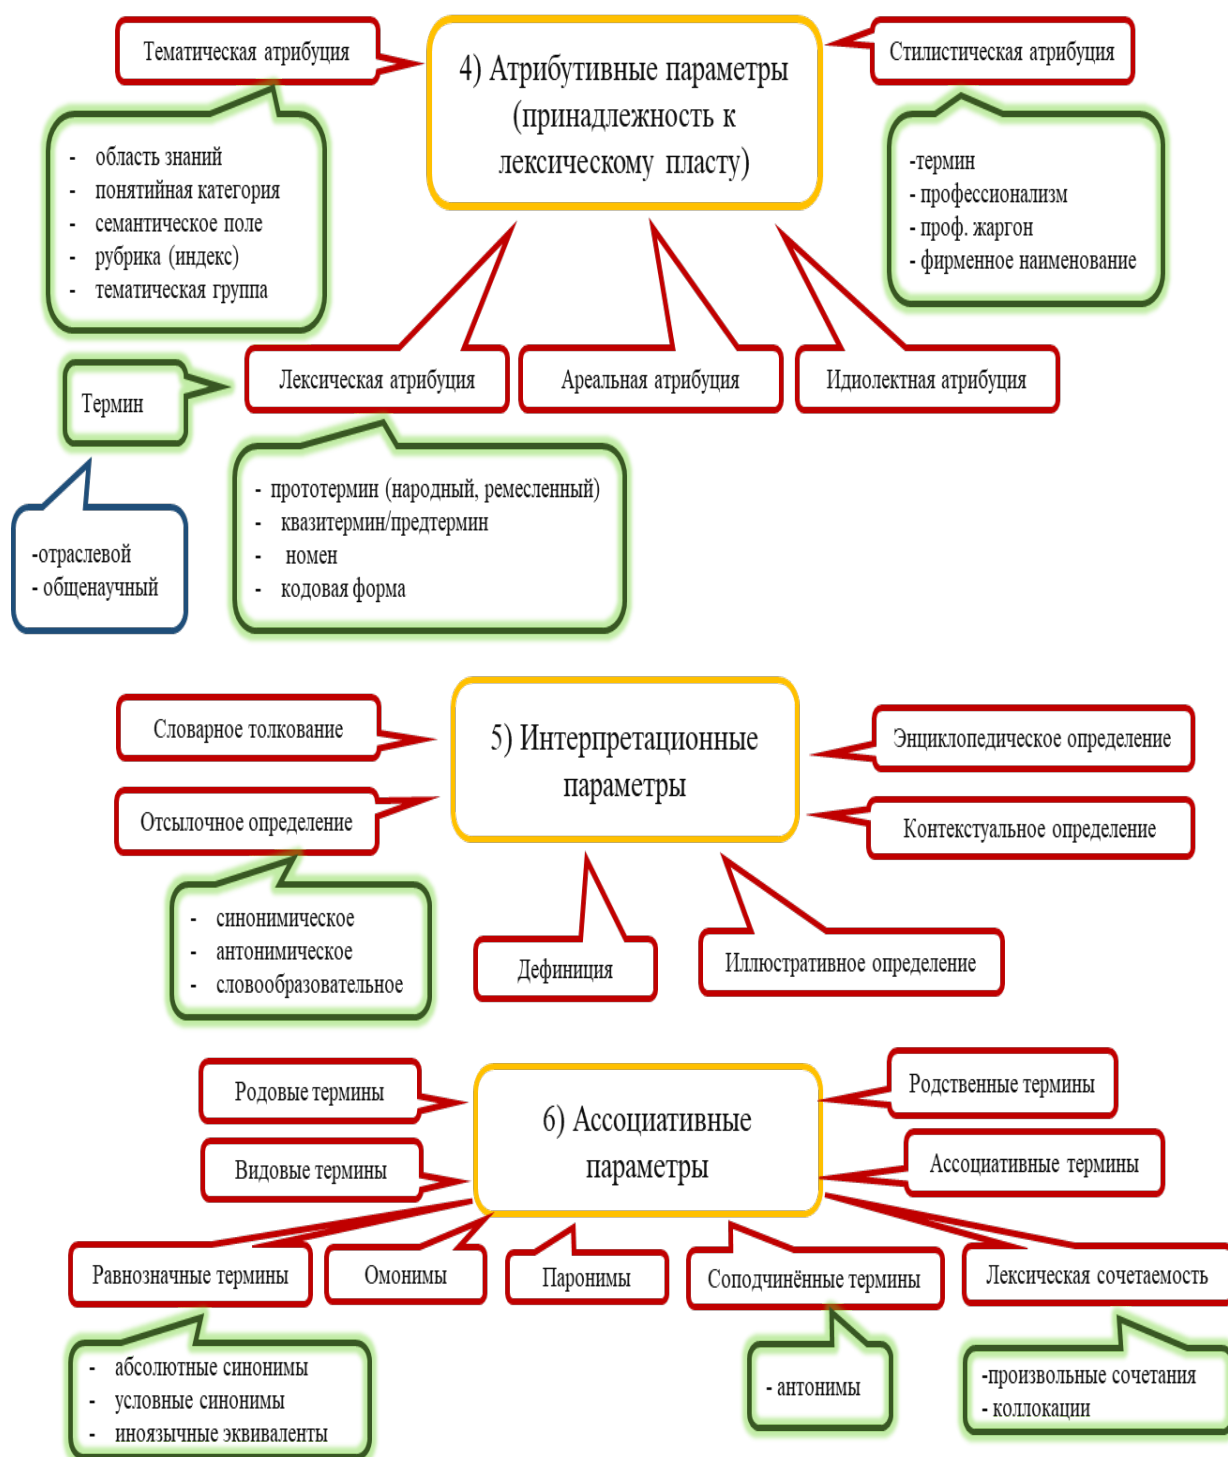 Тематическая атрибуция
4) Атрибутивные параметры
(принадлежность к
лексическому пласту)
Стилистическая атрибуция
- область знаний
- понятийная категория
- семантическое поле
- рубрика (индекс)
- тематическая группа
-термин
- профессионализм
- проф. жаргон
- фирменное наименование
Термин
Лексическая атрибуция
Ареальная атрибуция
Идиолектная атрибуция
-отраслевой
- общенаучный
- прототермин (народный, ремесленный)
- квазитермин/предтермин
- номен
- кодовая форма
Словарное толкование
5) Интерпретационные
параметры
Энциклопедическое определение
Отсылочное определение
Контекстуальное определение
- синонимическое
- антонимическое
- словообразовательное
Дефиниция
Иллюстративное определение
Родовые термины
6) Ассоциативные
параметры
Родственные термины
Видовые термины
Ассоциативные термины
Равнозначные термины
Омонимы
Паронимы
Соподчинённые термины
Лексическая сочетаемость
- абсолютные синонимы
- условные синонимы
- иноязычные эквиваленты
- антонимы
-произвольные сочетания
- коллокации